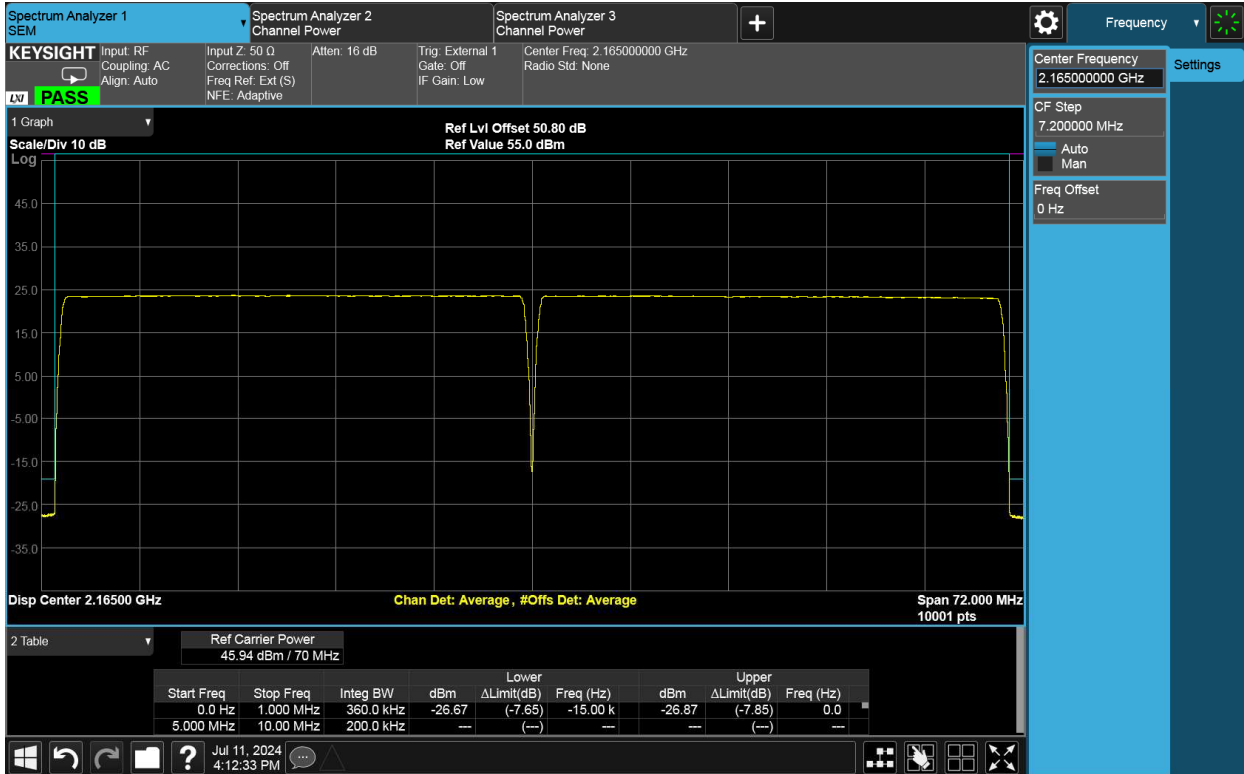 Spectrum Analyzer 1
SEM
Spectrum Analyzer 2
Channel Power
Spectrum Analyzer 3
Channel Power
Frequency
KEYSIGHT
Input: RF
Coupling: AC
Align: Auto
LXI PASS
Input Z: 50 Ω
Corrections: Off
Freq Ref: Ext (S)
NFE: Adaptive
Atten: 16 dB
Trig: External 1
Gate: Off
IF Gain: Low
Center Freq: 2.165000000 GHz
Radio Std: None
Center Frequency
2.165000000 GHz
Settings
CF Step
7.200000 MHz
Auto
Man
Freq Offset
0 Hz
1 Graph
Scale/Div 10 dB
Ref Lvl Offset 50.80 dB
Ref Value 55.0 dBm
Log
45.0
35.0
25.0
15.0
5.00
-5.00
-15.0
-25.0
-35.0
Disp Center 2.16500 GHz
Chan Det: Average, #Offs Det: Average
Span 72.000 MHz
10001 pts
2 Table
Ref Carrier Power
45.94 dBm / 70 MHz
Lower Upper
Start Freq Stop Freq Integ BW dBm ΔLimit(dB) Freq (Hz) dBm ΔLimit(dB) Freq (Hz)
0.0 Hz 1.000 MHz 360.0 kHz -26.67 (-7.65) -15.00 k -26.87 (-7.85) 0.0
5.000 MHz 10.00 MHz 200.0 kHz --- (---) --- --- (---) ---
Jul 11, 2024
4:12:33 PM